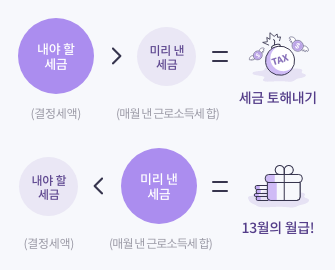 내야 할
세금
>
미리 낸
세금
=
TAX
세금 토해내기
(결정세액)
(매월 낸 근로소득세 합)
내야 할
세금
<
미리 낸
세금
=
13월의 월급!
(결정세액)
(매월 낸 근로소득세 합)